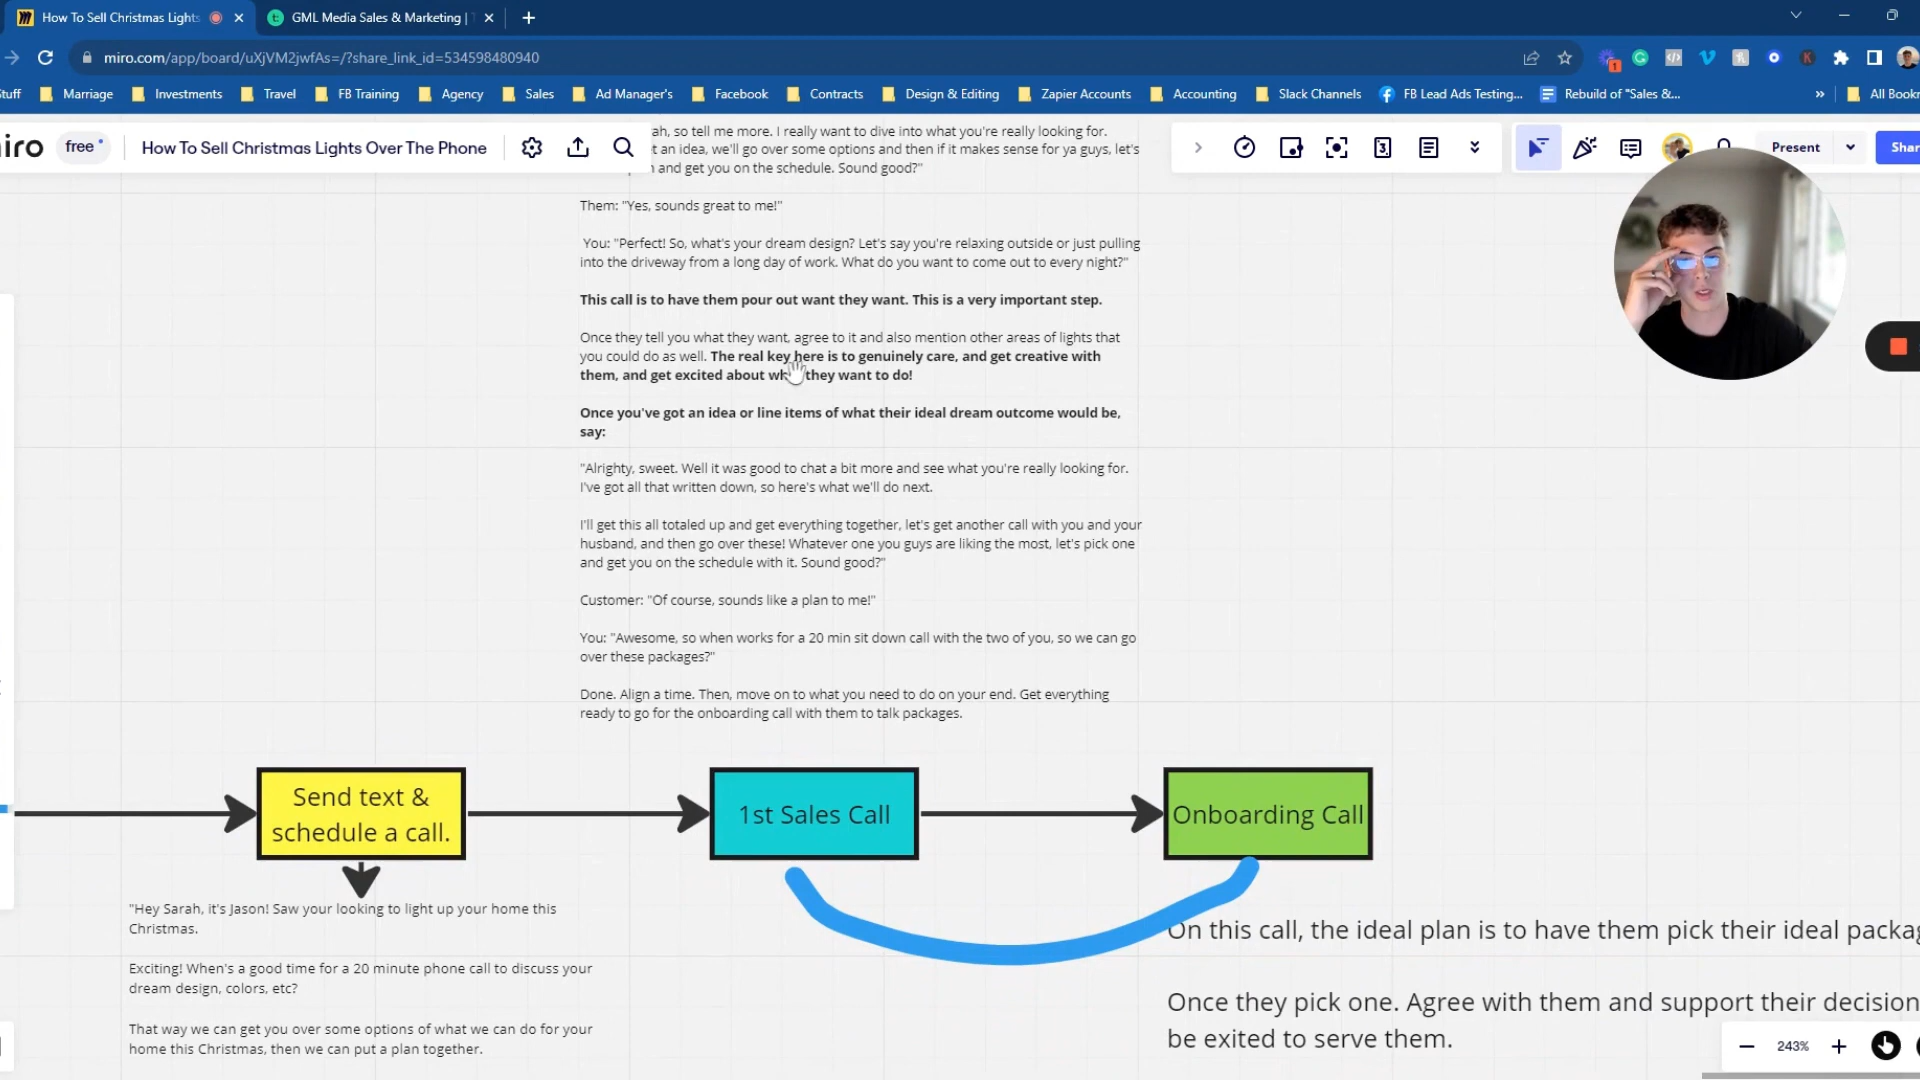 How To Sell Christmas Lights
GML Media Sales & Marketing |
miro.com/app/board/uXjVM2jwfAs=/?share_link_id=534598480940
1
tuff
Marriage
Investments
Travel
FB Training
Agency
Sales
Ad Manager's
Facebook
Contracts
Design & Editing
Zapier Accounts
Accounting
Slack Channels
FB Lead Ads Testing...
Rebuild of "Sales &...
»
All Bookr
iro
free
How To Sell Christmas Lights Over The Phone
3
Present
Shar
ah, so tell me more. I really want to dive into what you're really looking for.
t an idea, we'll go over some options and then if it makes sense for ya guys, let's
and get you on the schedule. Sound good?"
Them: "Yes, sounds great to me!"
You: "Perfect! So, what's your dream design? Let's say you're relaxing outside or just pulling
into the driveway from a long day of work. What do you want to come out to every night?"
This call is to have them pour out want they want. This is a very important step.
Once they tell you what they want, agree to it and also mention other areas of lights that
you could do as well. The real key here is to genuinely care, and get creative with
them, and get excited about wh they want to do!
Once you've got an idea or line items of what their ideal dream outcome would be,
say:
"Alrighty, sweet. Well it was good to chat a bit more and see what you're really looking for.
I've got all that written down, so here's what we'll do next.
I'll get this all totaled up and get everything together, let's get another call with you and your
husband, and then go over these! Whatever one you guys are liking the most, let's pick one
and get you on the schedule with it. Sound good?"
Customer: "Of course, sounds like a plan to me!"
You: "Awesome, so when works for a 20 min sit down call with the two of you, so we can go
over these packages?"
Done. Align a time. Then, move on to what you need to do on your end. Get everything
ready to go for the onboarding call with them to talk packages.
Send text &
schedule a call.
1st Sales Call
Onboarding Call
"Hey Sarah, it's Jason! Saw your looking to light up your home this
Christmas.
Exciting! When's a good time for a 20 minute phone call to discuss your
dream design, colors, etc?
That way we can get you over some options of what we can do for your
home this Christmas, then we can put a plan together.
On this call, the ideal plan is to have them pick their ideal packag
Once they pick one. Agree with them and support their decision
be exited to serve them.
243%